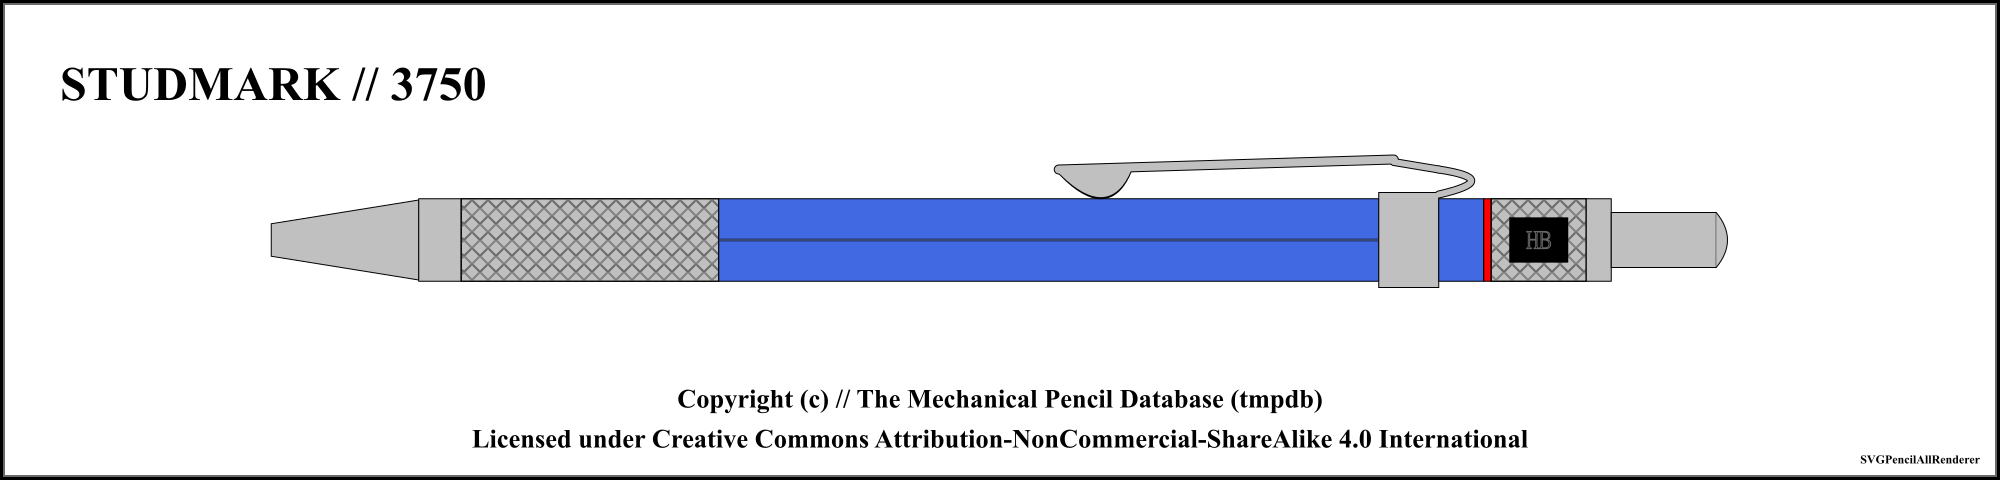 STUDMARK // 3750
HB
Copyright (c) // The Mechanical Pencil Database (tmpdb)
Licensed under Creative Commons Attribution-NonCommercial-ShareAlike 4.0 International
SVGPencilAllRenderer